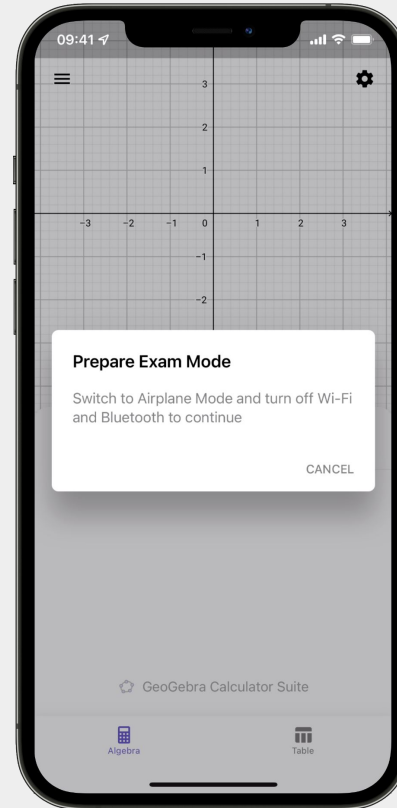 09:41
3
2
1
-3 -2 -1 0 1 2 3
-1
-2
Prepare Exam Mode
Switch to Airplane Mode and turn off Wi-Fi
and Bluetooth to continue
CANCEL
GeoGebra Calculator Suite
Algebra Table